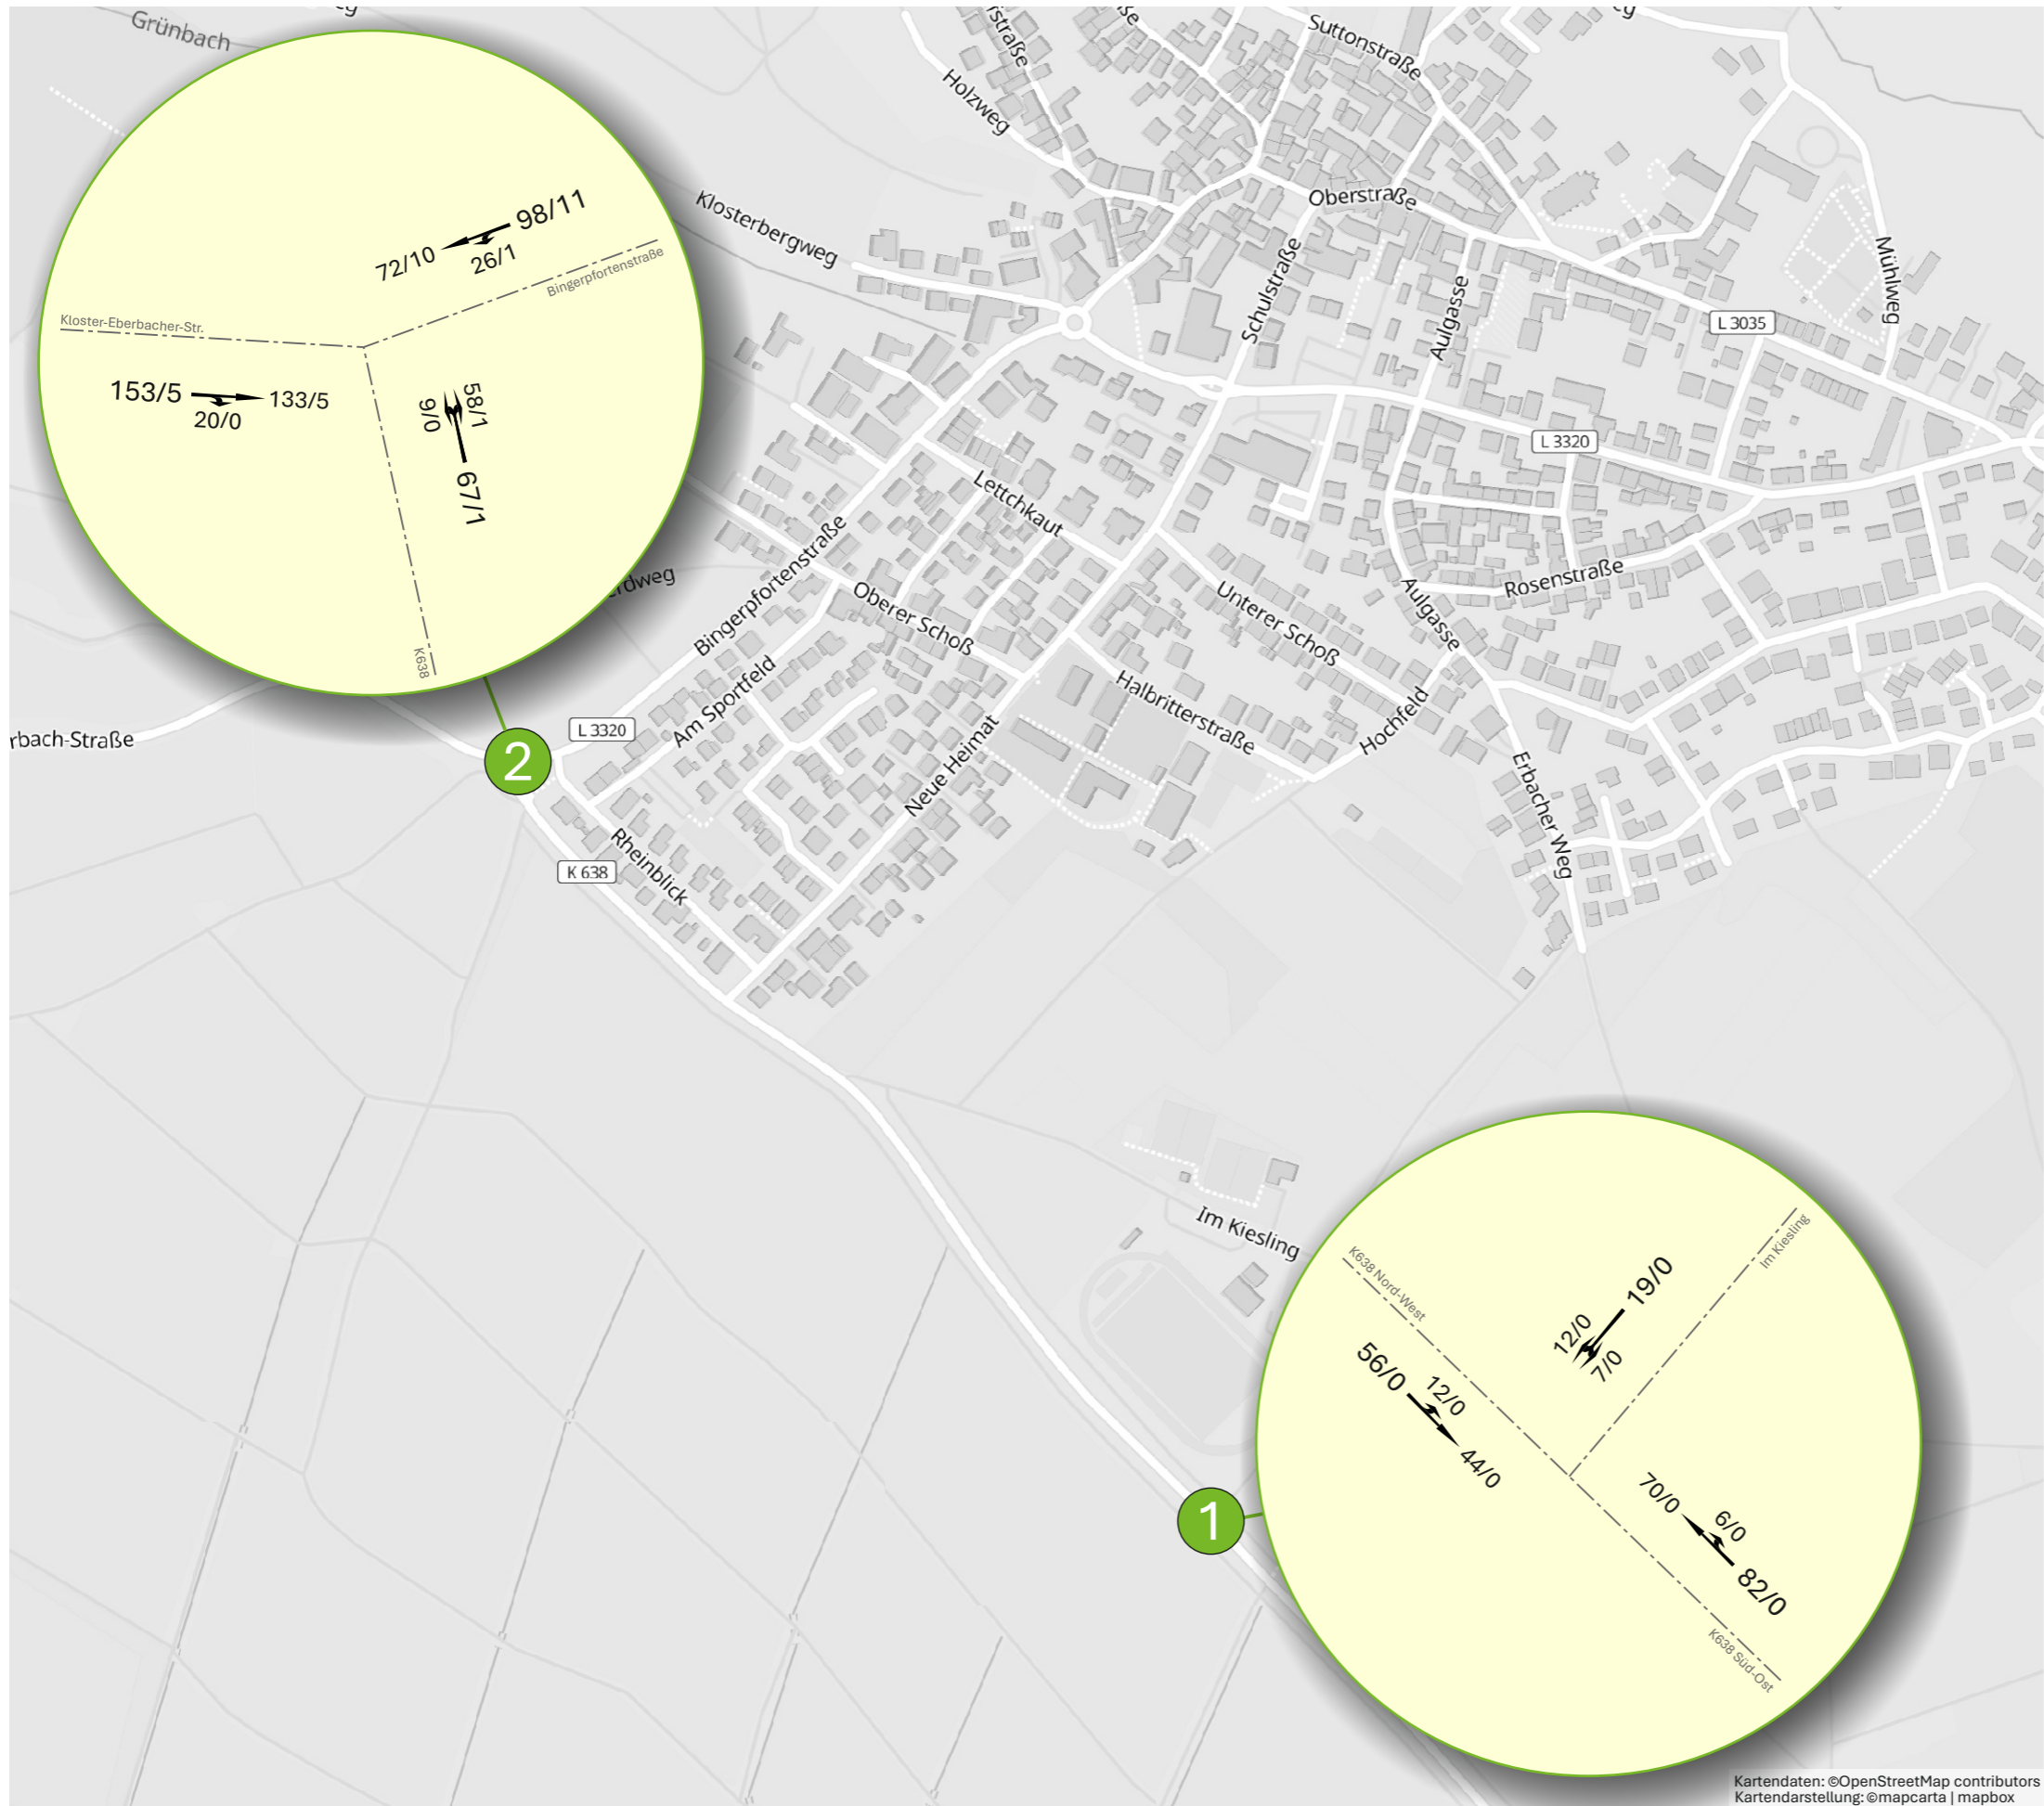 Grünbach
Holzweg
Suttonstraße
Klosterbergweg
Oberstraße
Schulstraße
Aulgasse
Mühlweg
L 3035
L 3320
Lettchkaut
Bingerpfortenstraße
Oberer Schoß
Unterer Schoß
Aulgasse
Rosenstraße
Am Sportfeld
Halbritterstraße
Hochfeld
Neue Heimat
Erbacher Weg
L 3320
rbach-Straße
K 638
Rheinblick
Im Kiesling
98/11
72/10
26/1
Bingerpfortenstraße
Kloster-Eberbacher-Str.
153/5
133/5
20/0
58/1
9/0
67/1
K638
2
K638 Nord-West
Im Kiesling
19/0
12/0
7/0
56/0
12/0
44/0
70/0
6/0
82/0
K638 Süd-Ost
1
Kartendaten: ©OpenStreetMap contributors
Kartendarstellung: ©mapcarta | mapbox